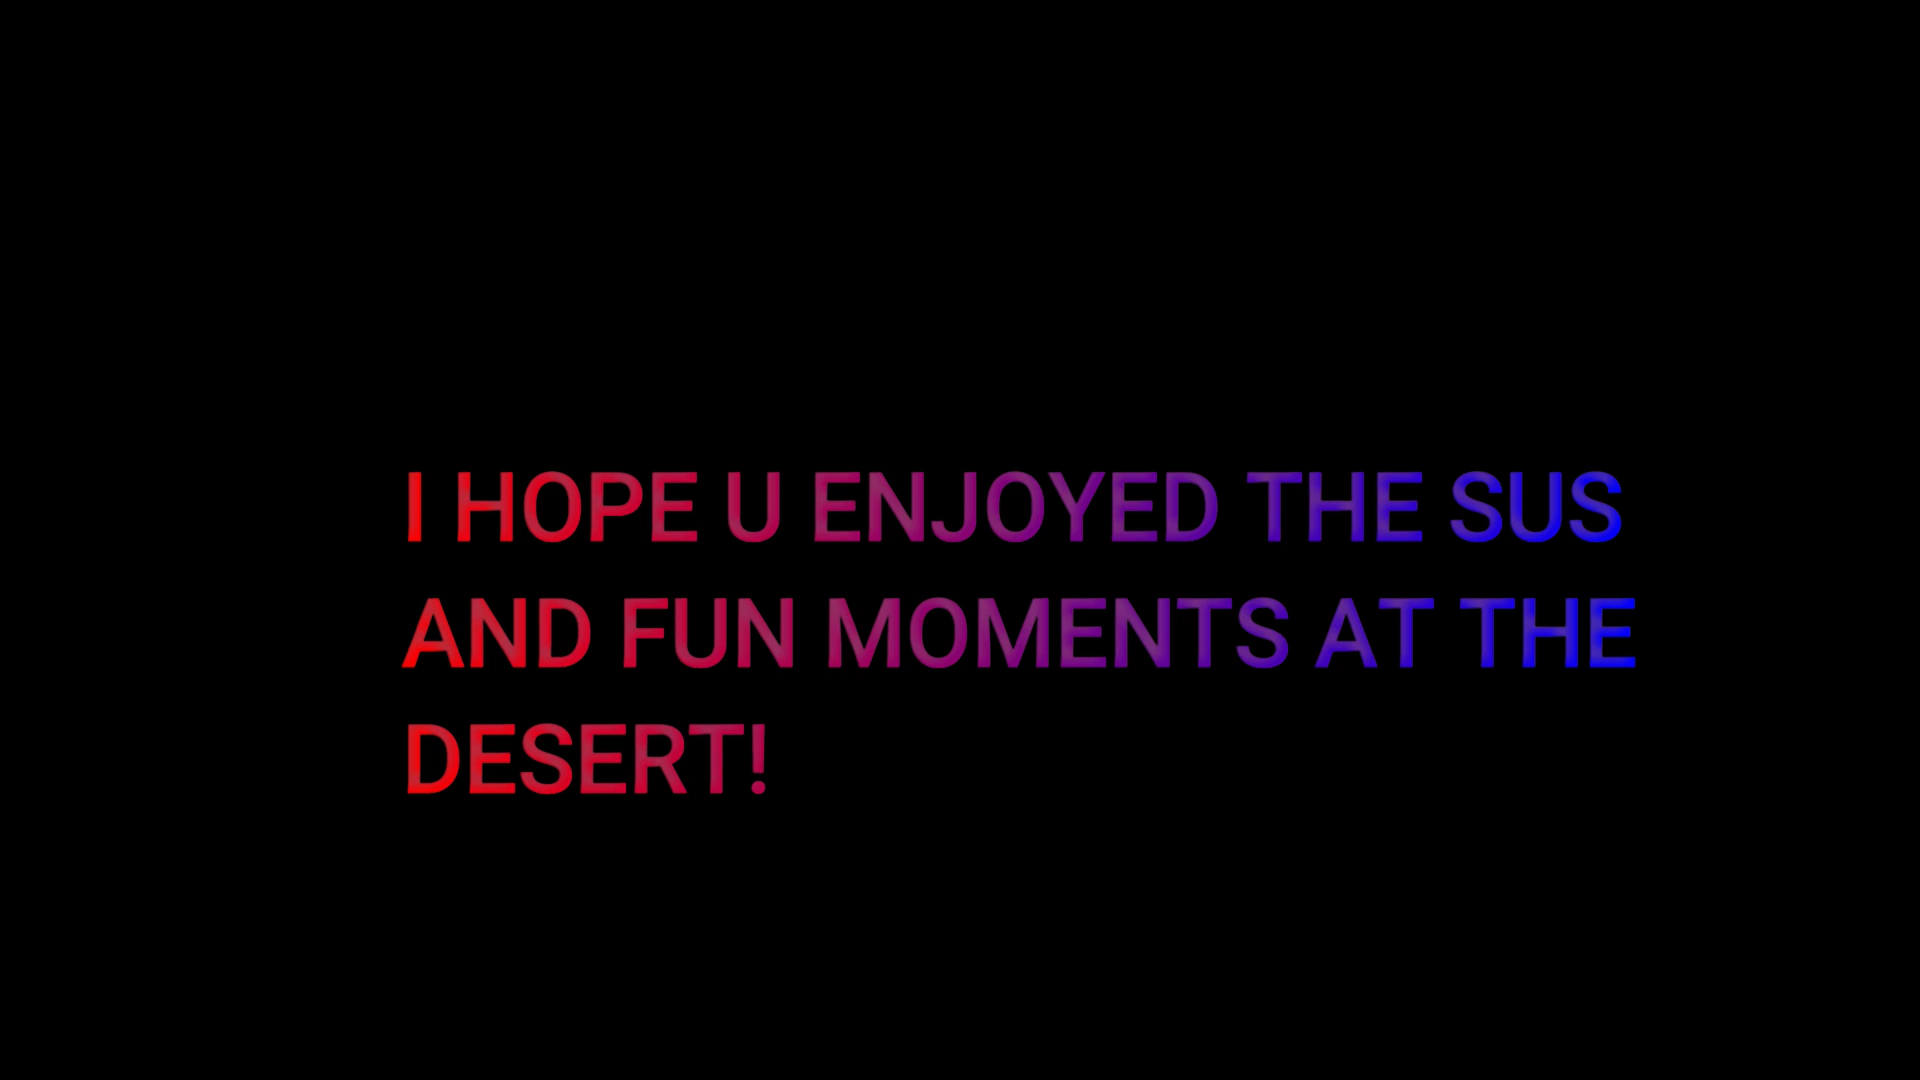 I HOPE U ENJOYED THE SUS
AND FUN MOMENTS AT THE
DESERT!